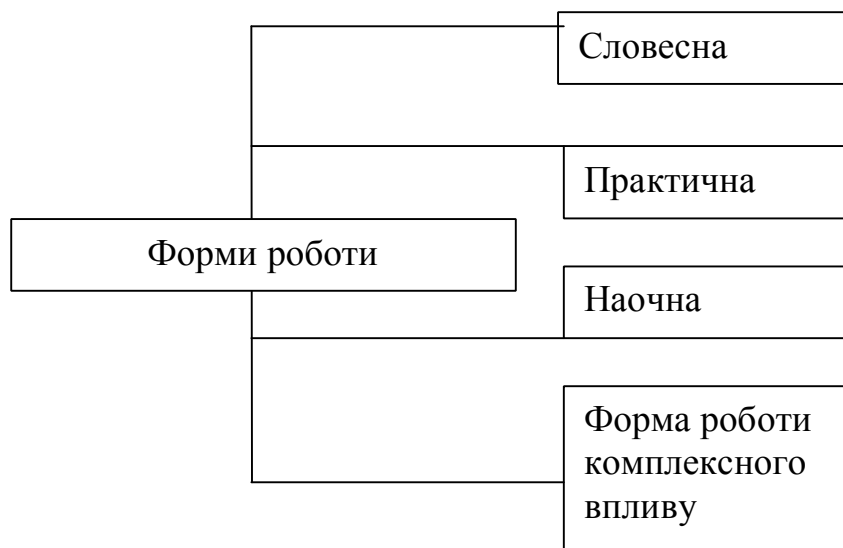 Словесна
Практична
Форми роботи
Наочна
Форма роботи
комплексного
впливу